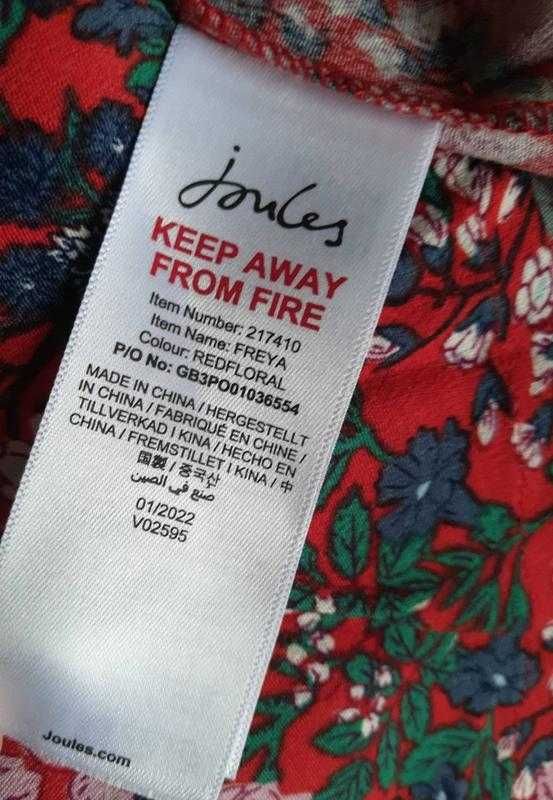 Joules
KEEP AWAY
FROM FIRE
Item Number: 217410
Item Name: FREYA
Colour: REDFLORAL
P/O No: GB3PO01036554
MADE IN CHINA / HERGESTELLT
IN CHINA / FABRIQUÉ EN CHINE /
TILLVERKAD I KINA / HECHO EN
CHINA / FREMSTILLET I KINA / 中
国製 / 중국산
صنع في الصين
01/2022
V02595
Joules.com